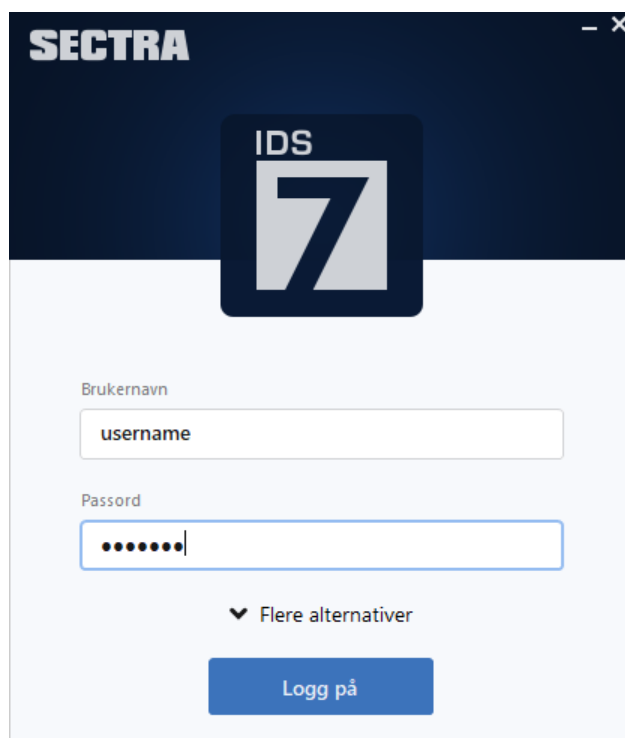 SECTRA
IDS
7
Brukernavn
username
Passord
•••••••
Flere alternativer
Logg på